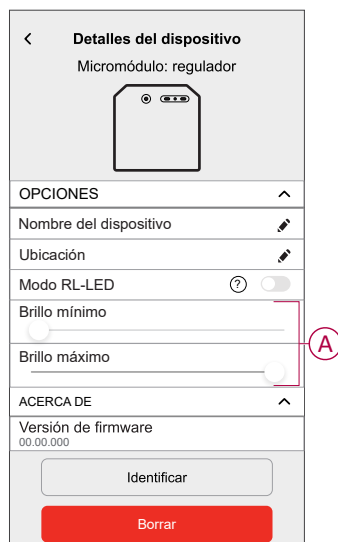 Detalles del dispositivo
Micromódulo: regulador
OPCIONES
Nombre del dispositivo
Ubicación
Modo RL-LED ?
Brillo mínimo
A
Brillo máximo
ACERCA DE
Versión de firmware
00.00.000
Identificar
Borrar